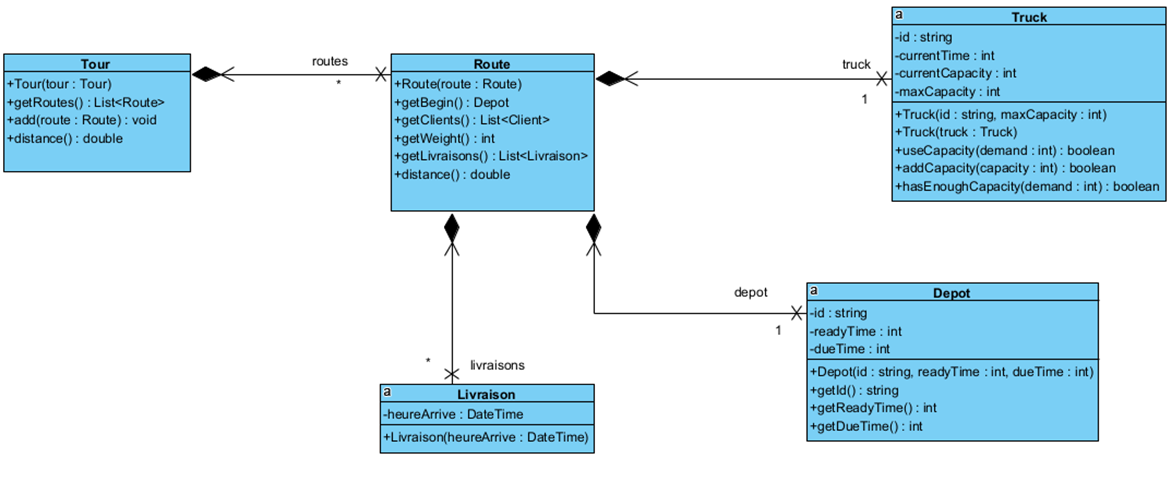 Tour
+Tour(tour : Tour)
+getRoutes() : List<Route>
+add(route : Route) : void
+distance() : double
routes
*
Route
+Route(route : Route)
+getBegin() : Depot
+getClients() : List<Client>
+getWeight() : int
+getLivraisons() : List<Livraison>
+distance() : double
truck
1
a
Truck
-id : string
-currentTime : int
-currentCapacity : int
-maxCapacity : int
+Truck(id : string, maxCapacity : int)
+Truck(truck : Truck)
+useCapacity(demand : int) : boolean
+addCapacity(capacity : int) : boolean
+hasEnoughCapacity(demand : int) : boolean
depot
1
a
Depot
-id : string
-readyTime : int
-dueTime : int
+Depot(id : string, readyTime : int, dueTime : int)
+getId() : string
+getReadyTime() : int
+getDueTime() : int
*
livraisons
a
Livraison
-heureArrive : DateTime
+Livraison(heureArrive : DateTime)